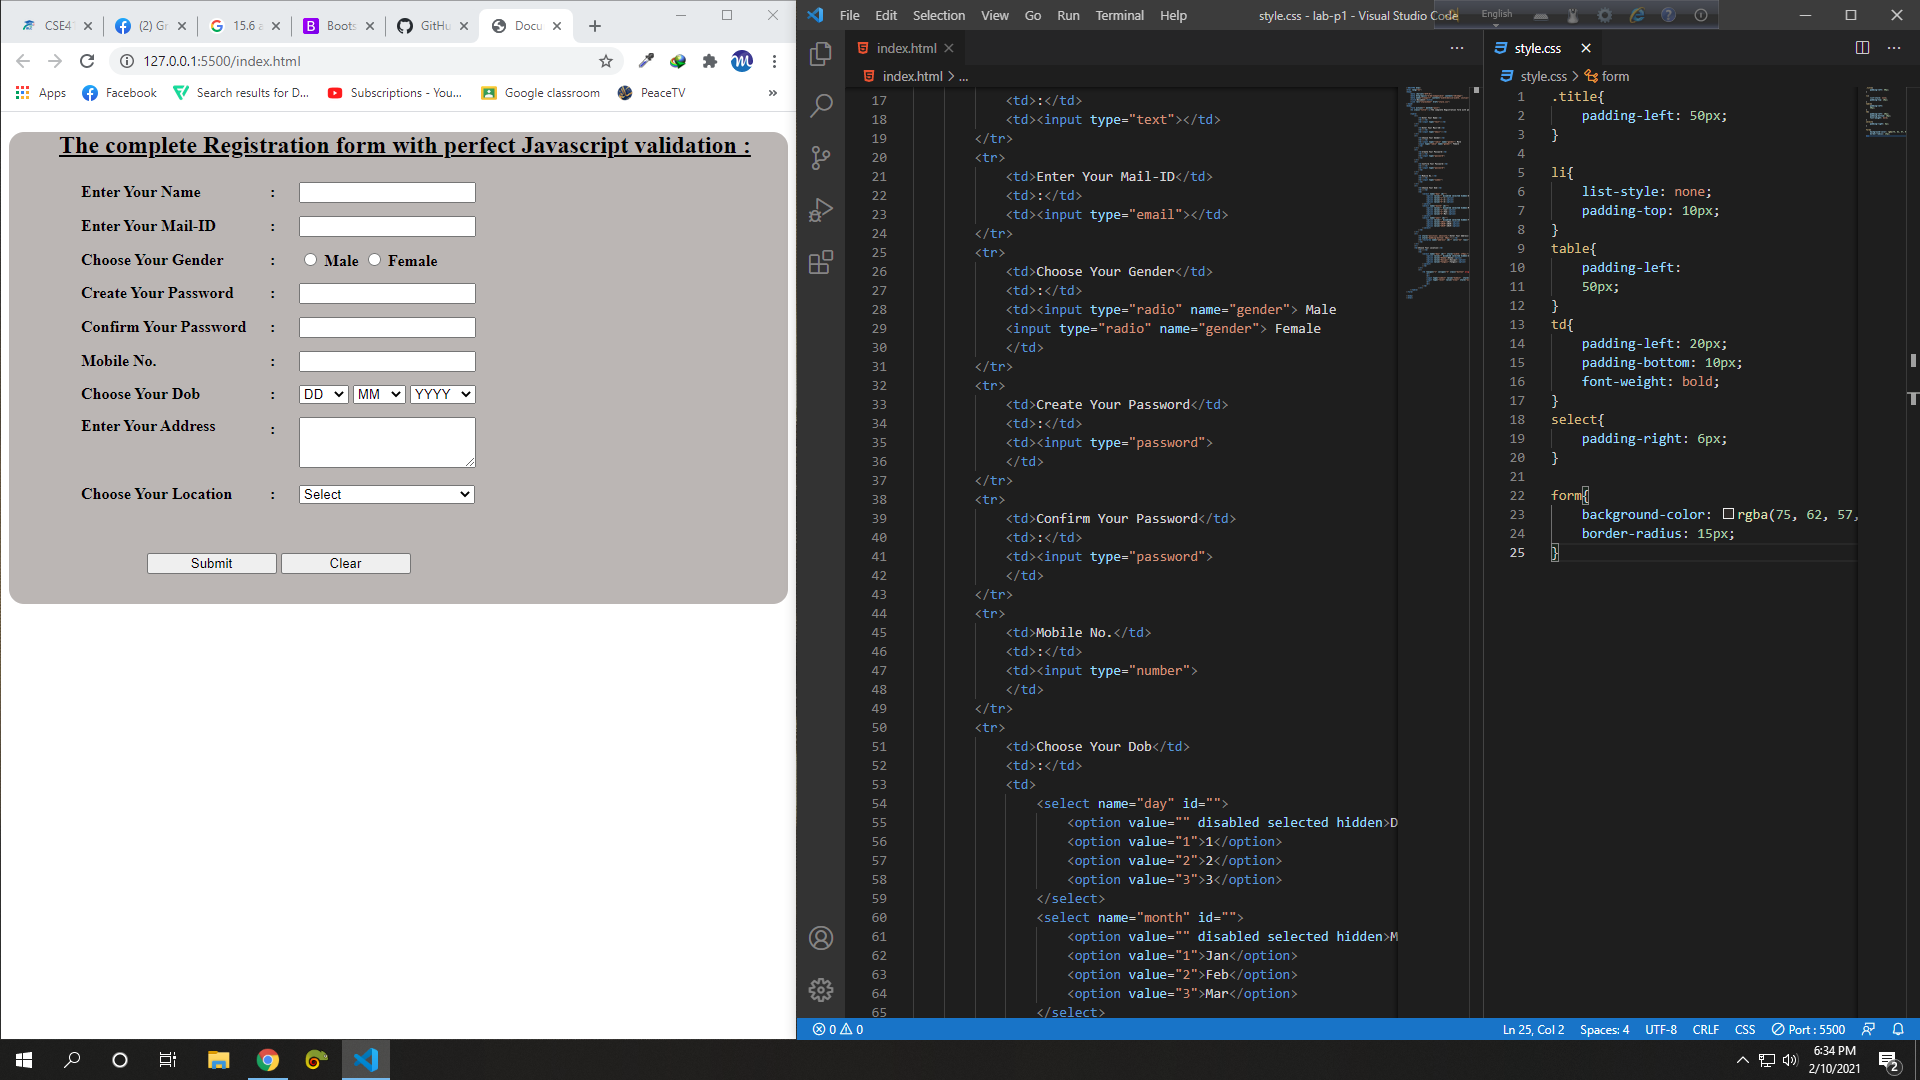 CSE4
(2) Gr
15.6 a
Boots
GitHu
Docu
127.0.0.1:5500/index.html
Apps
Facebook
Search results for D...
Subscriptions - You...
Google classroom
PeaceTV
»
The complete Registration form with perfect Javascript validation :
Enter Your Name :
Enter Your Mail-ID :
Choose Your Gender : Male Female
Create Your Password :
Confirm Your Password :
Mobile No. :
Choose Your Dob : DD MM YYYY
Enter Your Address :
Choose Your Location : Select
Submit Clear
File Edit Selection View Go Run Terminal Help
style.css - lab-p1 - Visual Studio Code
English
index.html
index.html > ...
17 <td>:</td>
18 <td><input type="text"></td>
19 </tr>
20 <tr>
21 <td>Enter Your Mail-ID</td>
22 <td>:</td>
23 <td><input type="email"></td>
24 </tr>
25 <tr>
26 <td>Choose Your Gender</td>
27 <td>:</td>
28 <td><input type="radio" name="gender"> Male
29 <input type="radio" name="gender"> Female
30 </td>
31 </tr>
32 <tr>
33 <td>Create Your Password</td>
34 <td>:</td>
35 <td><input type="password">
36 </td>
37 </tr>
38 <tr>
39 <td>Confirm Your Password</td>
40 <td>:</td>
41 <td><input type="password">
42 </td>
43 </tr>
44 <tr>
45 <td>Mobile No.</td>
46 <td>:</td>
47 <td><input type="number">
48 </td>
49 </tr>
50 <tr>
51 <td>Choose Your Dob</td>
52 <td>:</td>
53 <td>
54 <select name="day" id="">
55 <option value="" disabled selected hidden>D
56 <option value="1">1</option>
57 <option value="2">2</option>
58 <option value="3">3</option>
59 </select>
60 <select name="month" id="">
61 <option value="" disabled selected hidden>M
62 <option value="1">Jan</option>
63 <option value="2">Feb</option>
64 <option value="3">Mar</option>
65 </select>
style.css
style.css > form
1 .title{
2 padding-left: 50px;
3 }
4
5 li{
6 list-style: none;
7 padding-top: 10px;
8 }
9 table{
10 padding-left:
11 50px;
12 }
13 td{
14 padding-left: 20px;
15 padding-bottom: 10px;
16 font-weight: bold;
17 }
18 select{
19 padding-right: 6px;
20 }
21
22 form{
23 background-color: rgba(75, 62, 57,
24 border-radius: 15px;
25 }
0 0
Ln 25, Col 2 Spaces: 4 UTF-8 CRLF CSS Port : 5500
6:34 PM
2/10/2021
2